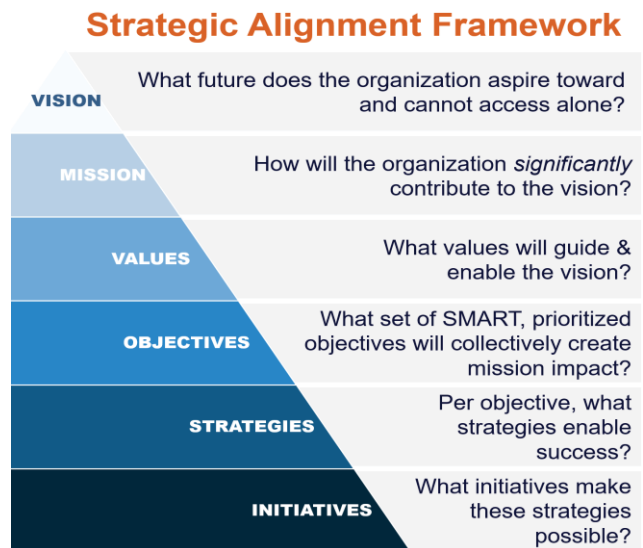 Strategic Alignment Framework
VISION
What future does the organization aspire toward
and cannot access alone?
MISSION
How will the organization significantly
contribute to the vision?
VALUES
What values will guide &
enable the vision?
OBJECTIVES
What set of SMART, prioritized
objectives will collectively create
mission impact?
STRATEGIES
Per objective, what
strategies enable
success?
INITIATIVES
What initiatives make
these strategies
possible?